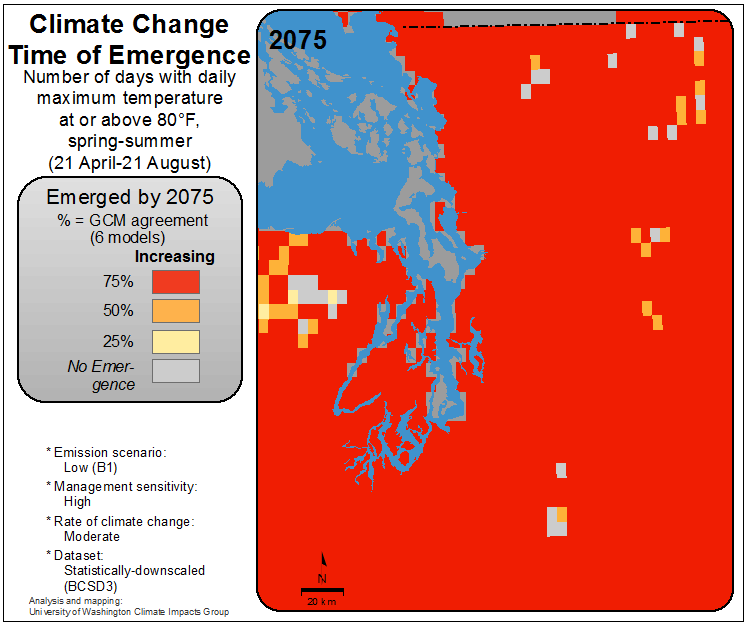 Climate Change
Time of Emergence
Number of days with daily
maximum temperature
at or above 80°F,
spring-summer
(21 April-21 August)
Emerged by 2075
% = GCM agreement
(6 models)
Increasing
75%
50%
25%
No Emer-
gence
* Emission scenario:
Low (B1)
* Management sensitivity:
High
* Rate of climate change:
Moderate
* Dataset:
Statistically-downscaled
(BCSD3)
Analysis and mapping:
University of Washington Climate Impacts Group
2075
N
20 km